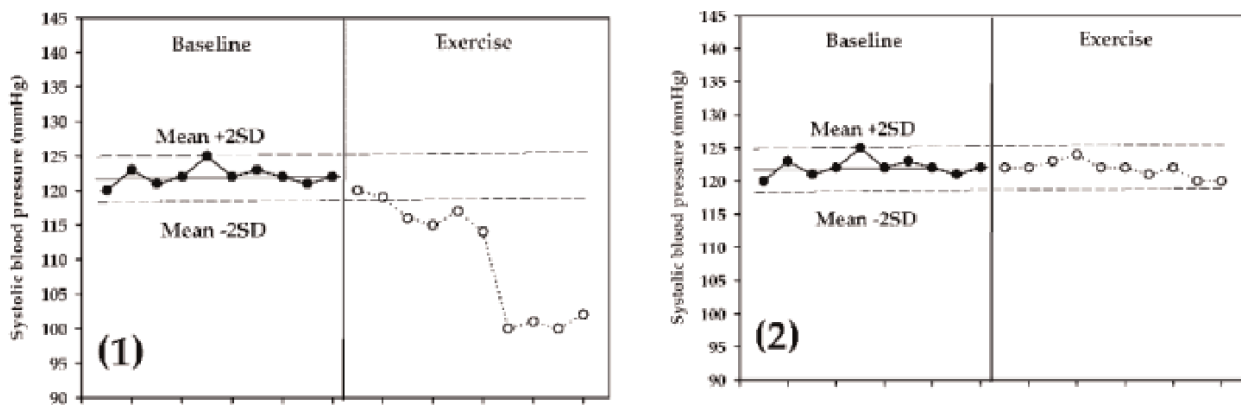 145
140
135
130
125
120
115
110
105
100
95
90
Systolic blood pressure (mmHg)
Baseline
Exercise
Mean +2SD
Mean -2SD
(1)
145
140
135
130
125
120
115
110
105
100
95
90
Systolic blood pressure (mmHg)
Baseline
Exercise
Mean +2SD
Mean -2SD
(2)